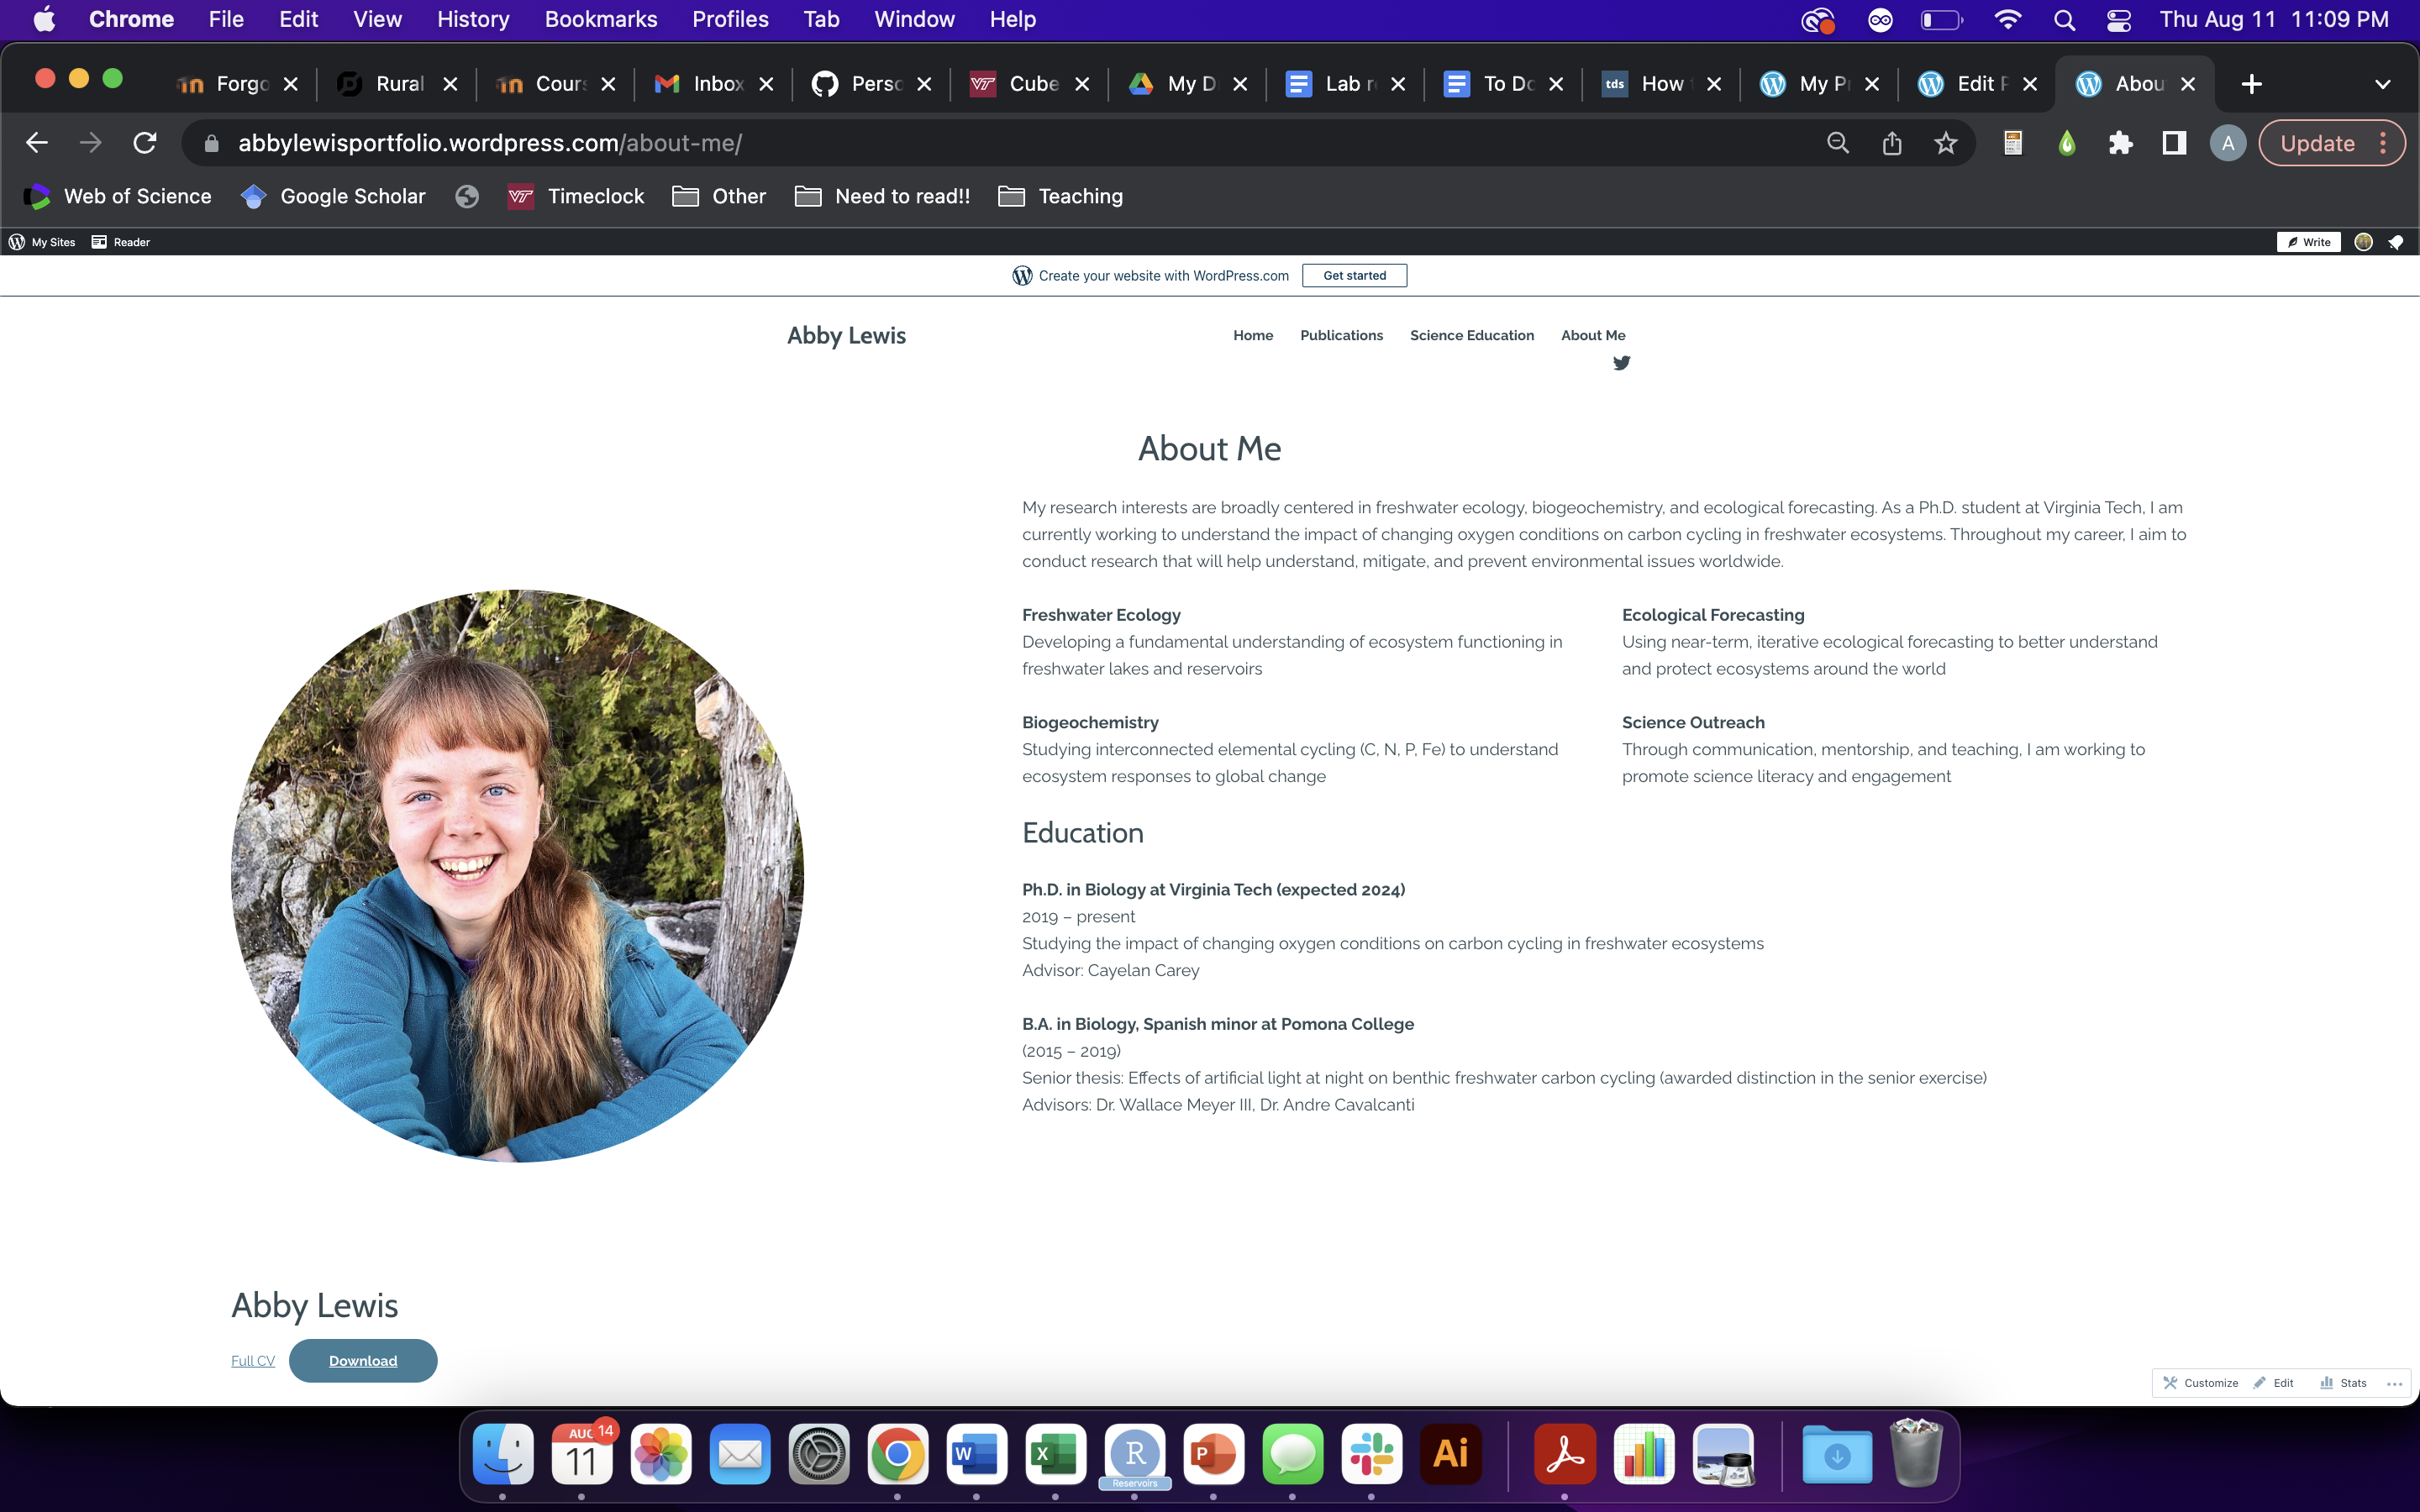 Chrome File Edit View History Bookmarks Profiles Tab Window Help Thu Aug 11 11:09 PM
Forgo Rural Cours Inbox Perso Cube My D Lab r To Do How My P Edit P Abou
abbylewisportfolio.wordpress.com/about-me/ A Update
Web of Science Google Scholar VT Timeclock Other Need to read!! Teaching
My Sites Reader Write
Create your website with WordPress.com Get started
Abby Lewis Home Publications Science Education About Me
About Me
My research interests are broadly centered in freshwater ecology, biogeochemistry, and ecological forecasting. As a Ph.D. student at Virginia Tech, I am
currently working to understand the impact of changing oxygen conditions on carbon cycling in freshwater ecosystems. Throughout my career, I aim to
conduct research that will help understand, mitigate, and prevent environmental issues worldwide.
Freshwater Ecology
Developing a fundamental understanding of ecosystem functioning in
freshwater lakes and reservoirs
Ecological Forecasting
Using near-term, iterative ecological forecasting to better understand
and protect ecosystems around the world
Biogeochemistry
Studying interconnected elemental cycling (C, N, P, Fe) to understand
ecosystem responses to global change
Science Outreach
Through communication, mentorship, and teaching, I am working to
promote science literacy and engagement
Education
Ph.D. in Biology at Virginia Tech (expected 2024)
2019 – present
Studying the impact of changing oxygen conditions on carbon cycling in freshwater ecosystems
Advisor: Cayelan Carey
B.A. in Biology, Spanish minor at Pomona College
(2015 – 2019)
Senior thesis: Effects of artificial light at night on benthic freshwater carbon cycling (awarded distinction in the senior exercise)
Advisors: Dr. Wallace Meyer III, Dr. Andre Cavalcanti
Abby Lewis
Full CV Download
Customize Edit Stats
AUG 14
11 W X R P Ai
Reservoirs